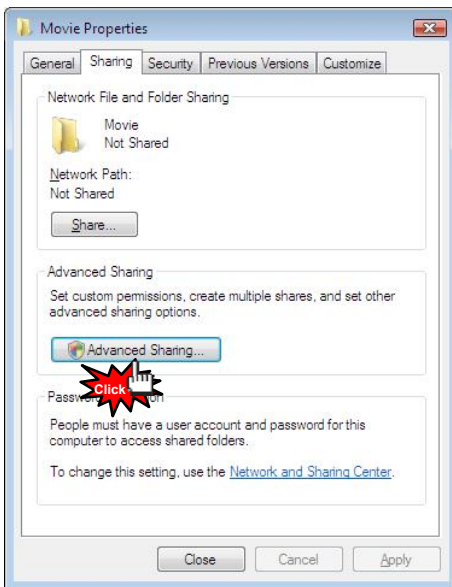 Movie Properties
General Sharing Security Previous Versions Customize
Network File and Folder Sharing
Movie
Not Shared
Network Path:
Not Shared
Share...
Advanced Sharing
Set custom permissions, create multiple shares, and set other
advanced sharing options.
Advanced Sharing...
Click
People must have a user account and password for this
computer to access shared folders.
To change this setting, use the Network and Sharing Center.
Close Cancel Apply